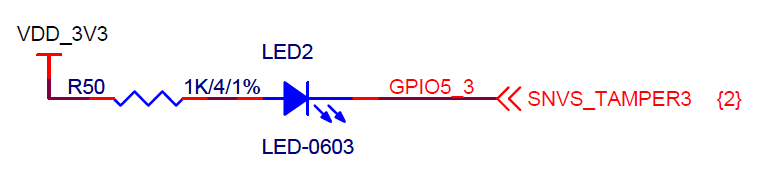 VDD_3V3
LED2
R50 1K/4/1% GPIO5_3
SNVS_TAMPER3 {2}
LED-0603